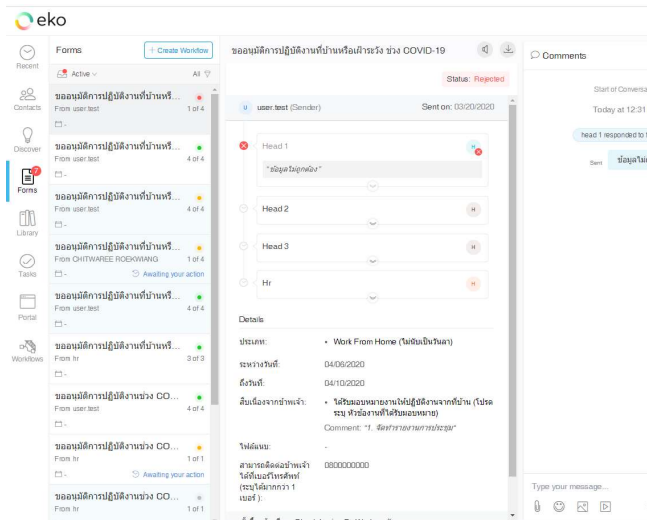 eko
Recent
Contacts
Discover
7
Forms
Library
Tasks
Portal
Workflows
Forms
+ Create Workflow
Active
All
ขออนุมัติการปฏิบัติงานที่บ้านหรื...
From user.test
1 of 4
-
ขออนุมัติการปฏิบัติงานที่บ้านหรื...
From user.test
4 of 4
-
ขออนุมัติการปฏิบัติงานที่บ้านหรื...
From user.test
4 of 4
-
ขออนุมัติการปฏิบัติงานที่บ้านหรื...
From CHITWAREE ROEKWIANG
1 of 4
-
Awaiting your action
ขออนุมัติการปฏิบัติงานที่บ้านหรื...
From user.test
4 of 4
-
ขออนุมัติการปฏิบัติงานที่บ้านหรื...
From hr
3 of 3
-
ขออนุมัติการปฏิบัติงานช่วง CO...
From user.test
4 of 4
-
ขออนุมัติการปฏิบัติงานช่วง CO...
From hr
1 of 1
-
Awaiting your action
ขออนุมัติการปฏิบัติงานช่วง CO...
From hr
1 of 1
ขออนุมัติการปฏิบัติงานที่บ้านหรือเฝ้าระวัง ช่วง COVID-19
Status: Rejected
U user.test (Sender)
Sent on: 03/20/2020
Head 1
H
"ข้อมูลไม่ถูกต้อง"
Head 2
H
Head 3
H
Hr
H
Details
ประเภท:
• Work From Home (ไม่นับเป็นวันลา)
ระหว่างวันที่:
04/06/2020
ถึงวันที่:
04/10/2020
สืบเนื่องจากข้าพเจ้า:
• ได้รับมอบหมายงานให้ปฏิบัติงานจากที่บ้าน (โปรด
ระบุ หัวข้องานที่ได้รับมอบหมาย)
Comment: "1. จัดทำรายงานการประชุม"
ไฟล์แนบ:
-
สามารถติดต่อข้าพเจ้า
ได้ที่เบอร์โทรศัพท์
(ระบุได้มากกว่า 1
เบอร์ ):
0800000000
Comments
Start of Conversa
Today at 12:31
head 1 responded to t
Sent
Type your message...